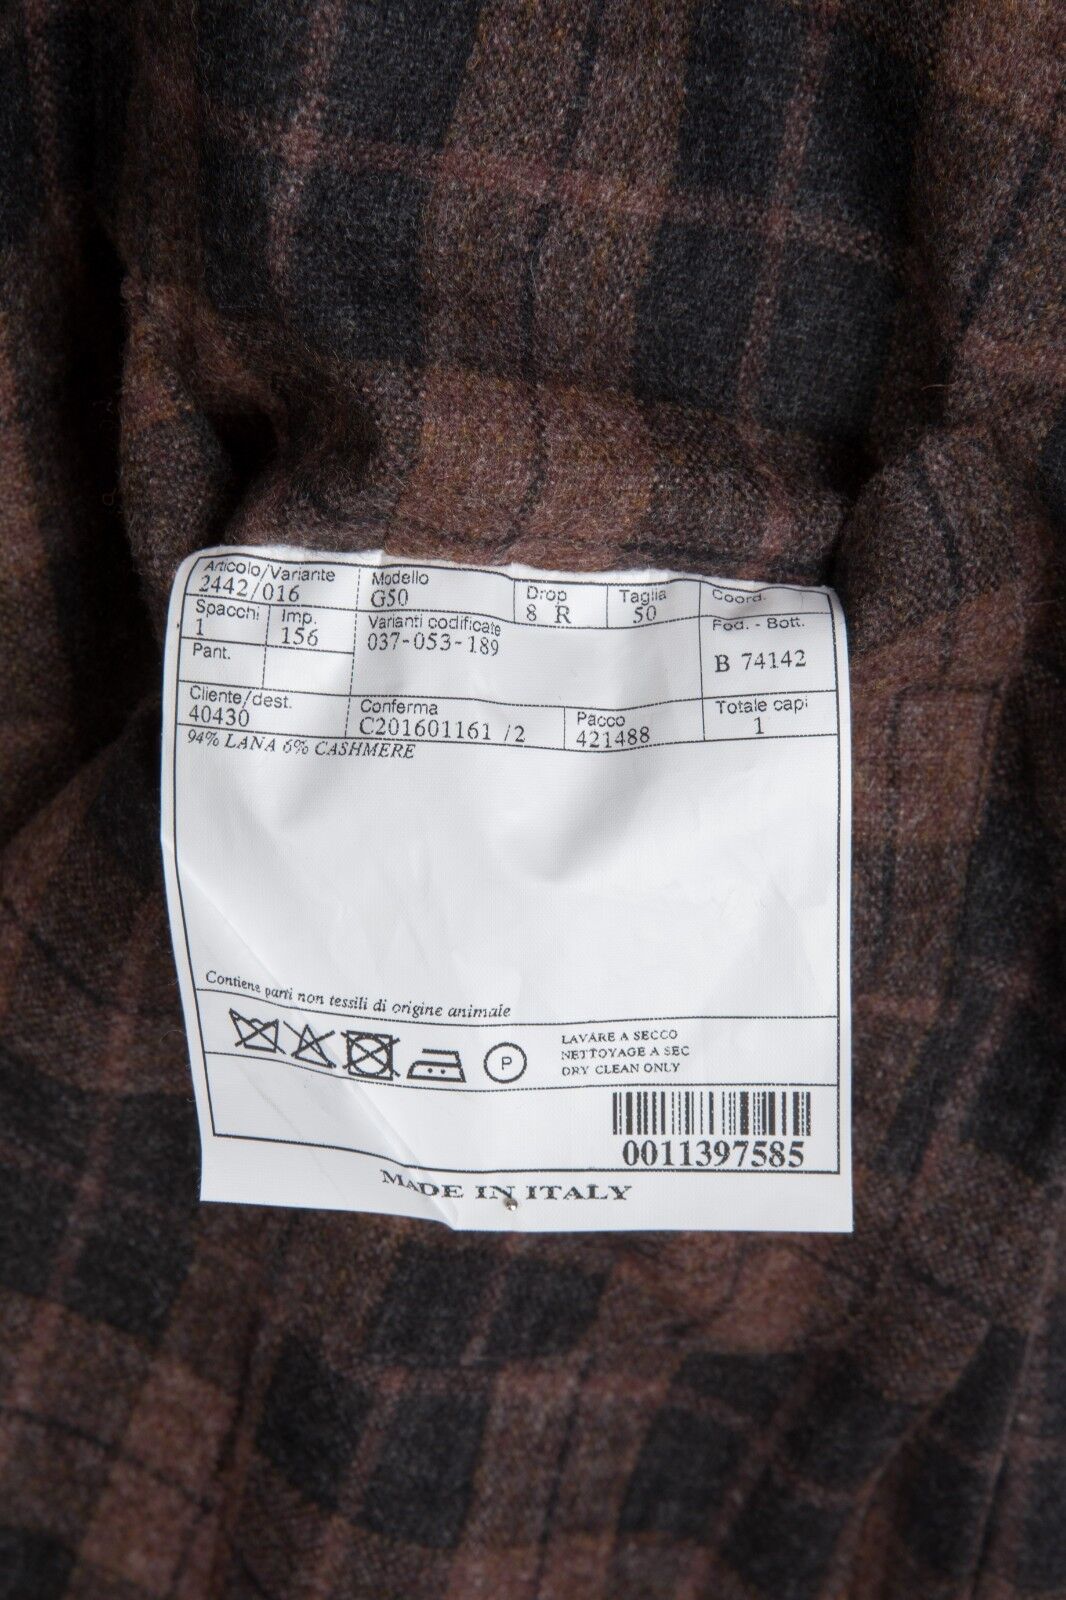 Articolo/Variante Modello Drop Taglia Coord.
2442/016 G50 8 R 50
Spacchi Imp. Varianti codificate Fod. - Bott.
1 156 037-053-189
Pant. B 74142
Cliente/dest. Conferma Pacco Totale capi
40430 C201601161 /2 421488 1
94% LANA 6% CASHMERE
Contiene parti non tessili di origine animale
P
LAVARE A SECCO
NETTOYAGE A SEC
DRY CLEAN ONLY
0011397585
MADE IN ITALY